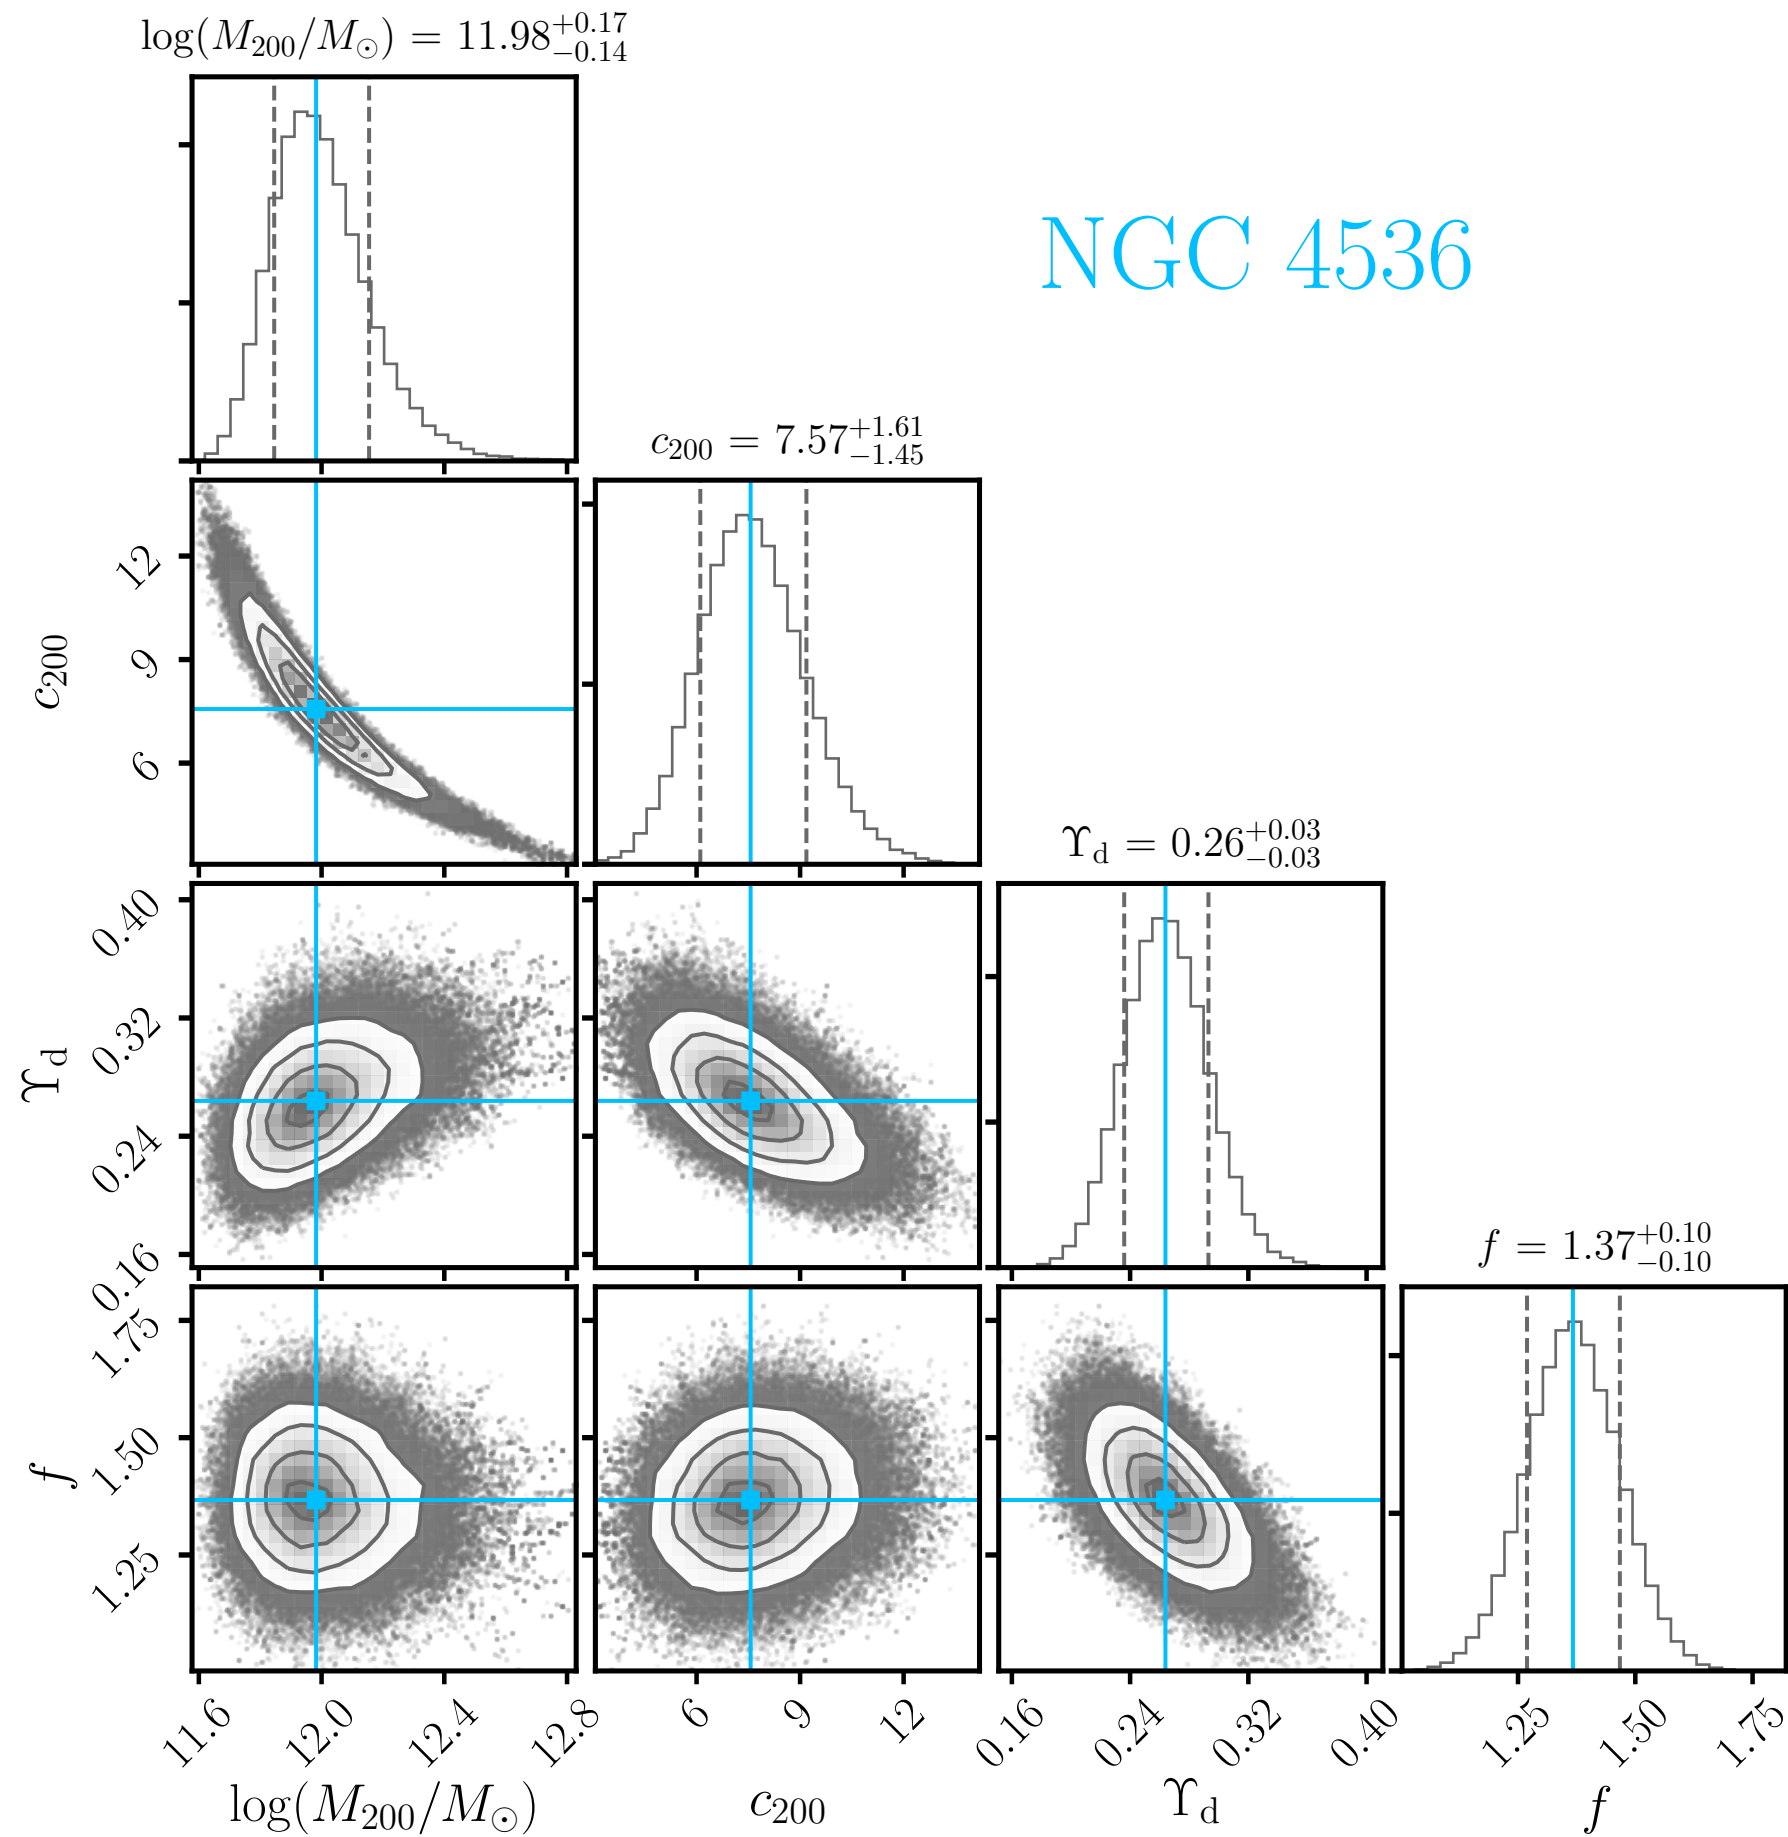 log(M₂₀₀/M⊙) = 11.98 +0.17 −0.14
NGC 4536
c₂₀₀ = 7.57 +1.61 −1.45
12
9
6
c₂₀₀
ϒd = 0.26 +0.03 −0.03
0.40
0.32
0.24
0.16
ϒd
f = 1.37 +0.10 −0.10
1.75
1.50
1.25
f
11.6 12.0 12.4 12.8 6 9 12 0.16 0.24 0.32 0.40 1.25 1.50 1.75
log(M₂₀₀/M⊙) c₂₀₀ ϒd f